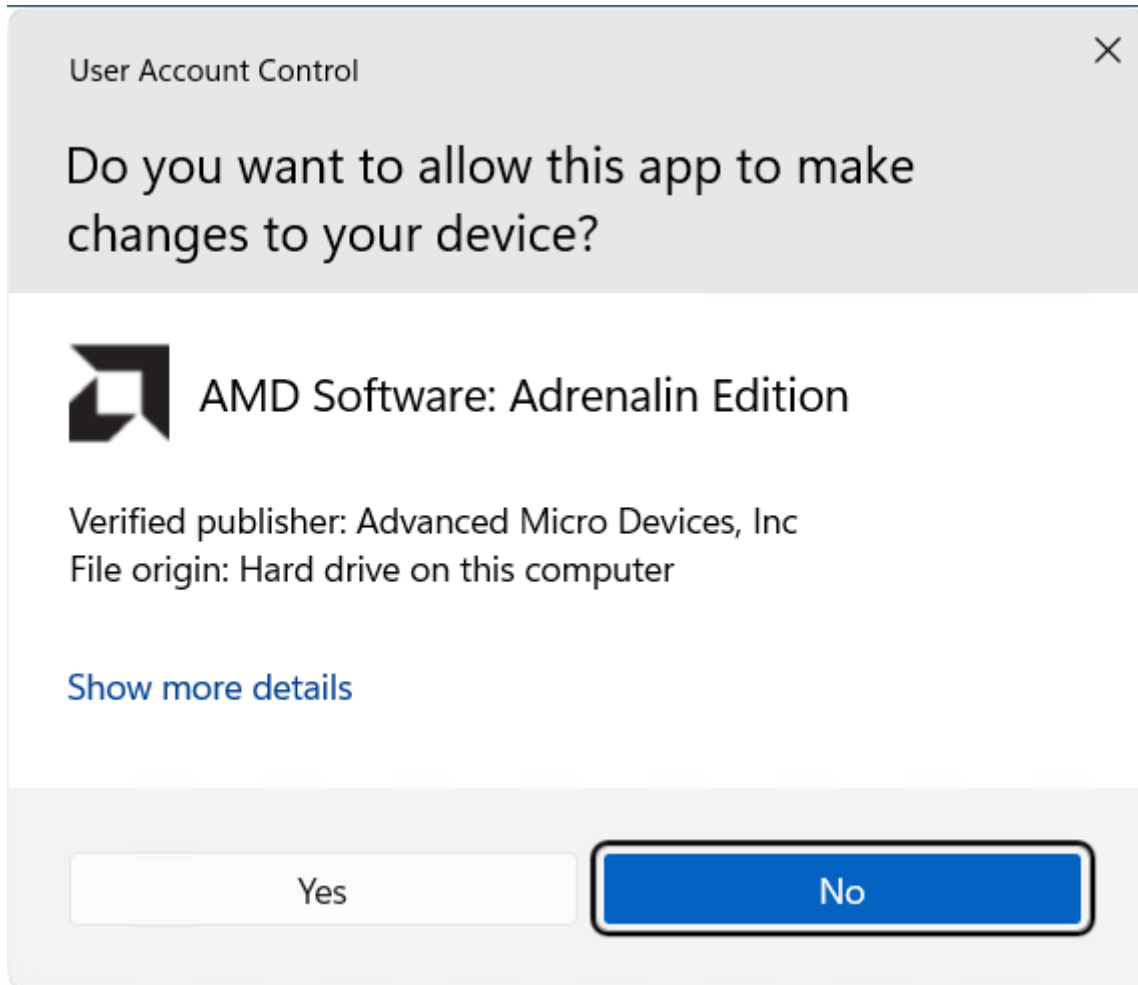 User Account Control
Do you want to allow this app to make
changes to your device?
AMD Software: Adrenalin Edition
Verified publisher: Advanced Micro Devices, Inc
File origin: Hard drive on this computer
Show more details
Yes
No